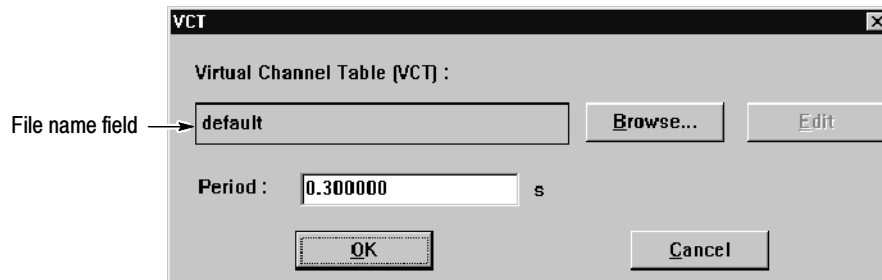 VCT
Virtual Channel Table (VCT) :
File name field
default
Browse...
Edit
Period :
0.300000
s
OK
Cancel